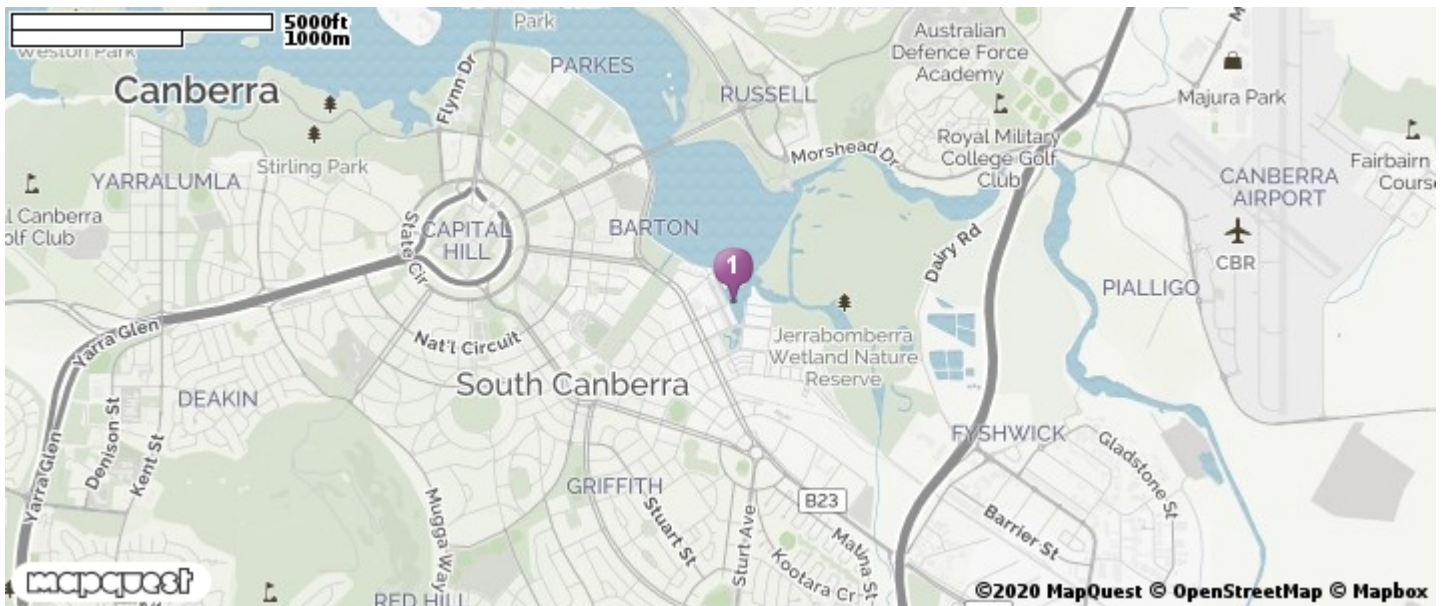 5000ft
1000m
Weston Park
Park
Canberra
Flynn Dr
PARKES
RUSSELL
Australian
Defence Force
Academy
Majura Park
Stirling Park
YARRALUMLA
Morshead Dr
Royal Military
College Golf
Club
CANBERRA
AIRPORT
Fairbairn
Course
l Canberra
olf Club
State Cir
CAPITAL
HILL
BARTON
1
Dairy Rd
CBR
PIALLIGO
Yarra Glen
Nat'l Circuit
Jerrabomberra
Wetland Nature
Reserve
South Canberra
DEAKIN
Denison St
Kent St
Yarra Glen
FYSHWICK
Gladstone St
GRIFFITH
B23
Mugga Way
Stuart St
Sturt Ave
Barrier St
Matina St
Kootara Cr
RED HILL
mapquest
©2020 MapQuest © OpenStreetMap © Mapbox